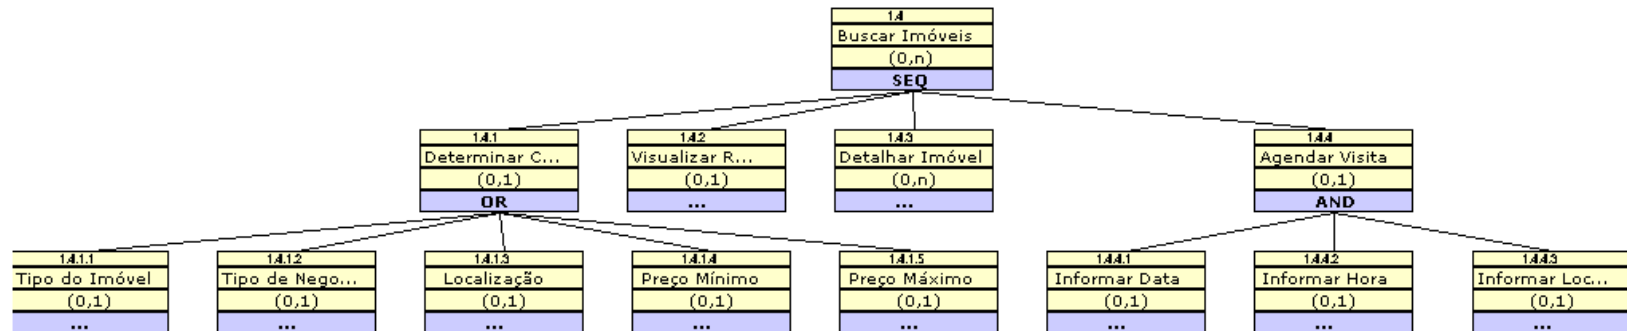 1.4
Buscar Imóveis
(0,n)
SEQ
1.4.1
Determinar C...
(0,1)
OR
1.4.2
Visualizar R...
(0,1)
...
1.4.3
Detalhar Imóvel
(0,n)
...
1.4.4
Agendar Visita
(0,1)
AND
1.4.1.1
Tipo do Imóvel
(0,1)
...
1.4.1.2
Tipo de Nego...
(0,1)
...
1.4.1.3
Localização
(0,1)
...
1.4.1.4
Preço Mínimo
(0,1)
...
1.4.1.5
Preço Máximo
(0,1)
...
1.4.4.1
Informar Data
(0,1)
...
1.4.4.2
Informar Hora
(0,1)
...
1.4.4.3
Informar Loc...
(0,1)
...